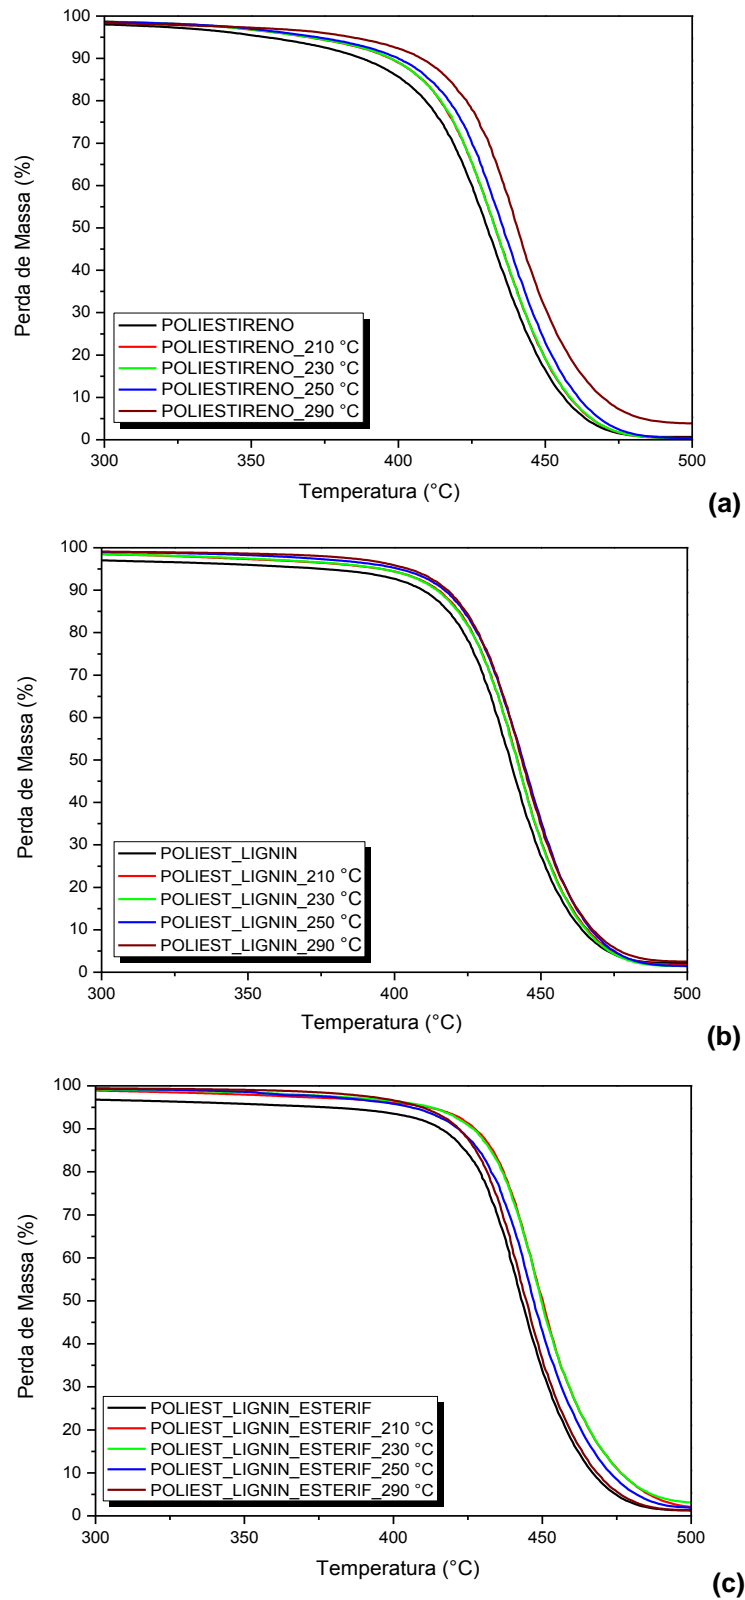 100
90
80
70
60
50
40
30
20
10
0
Perda de Massa (%)
POLIESTIRENO
POLIESTIRENO_210 °C
POLIESTIRENO_230 °C
POLIESTIRENO_250 °C
POLIESTIRENO_290 °C
300 350 400 450 500
Temperatura (°C)
(a)
100
90
80
70
60
50
40
30
20
10
0
Perda de Massa (%)
POLIEST_LIGNIN
POLIEST_LIGNIN_210 °C
POLIEST_LIGNIN_230 °C
POLIEST_LIGNIN_250 °C
POLIEST_LIGNIN_290 °C
300 350 400 450 500
Temperatura (°C)
(b)
100
90
80
70
60
50
40
30
20
10
0
Perda de Massa (%)
POLIEST_LIGNIN_ESTERIF
POLIEST_LIGNIN_ESTERIF_210 °C
POLIEST_LIGNIN_ESTERIF_230 °C
POLIEST_LIGNIN_ESTERIF_250 °C
POLIEST_LIGNIN_ESTERIF_290 °C
300 350 400 450 500
Temperatura (°C)
(c)